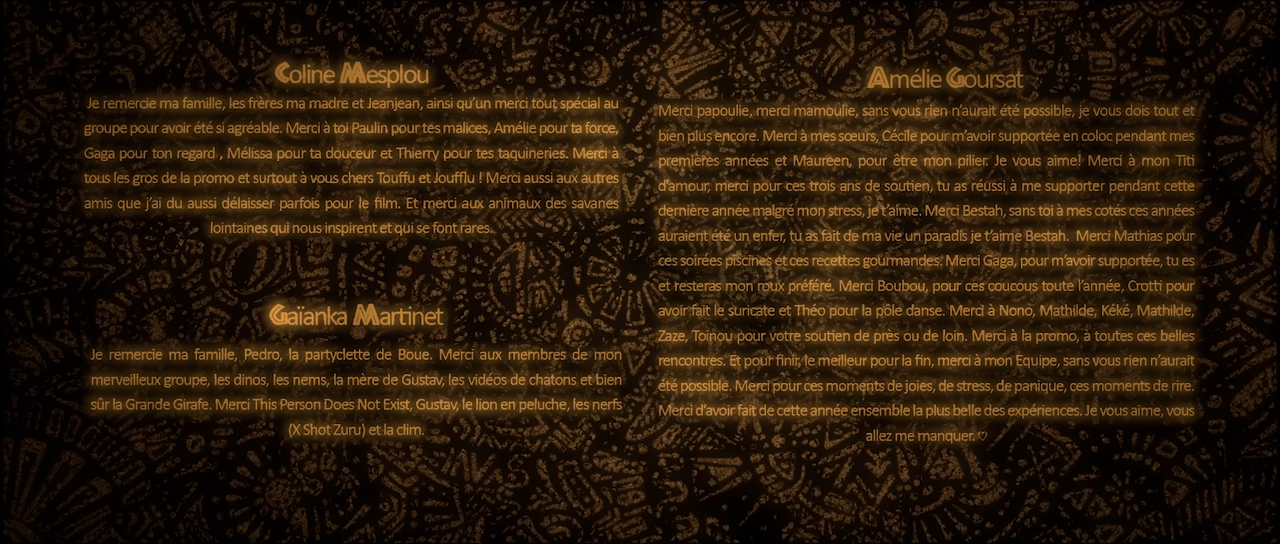 Coline Mesplou
Je remercie ma famille, les frères ma madre et Jeanjean, ainsi qu'un merci tout spécial au
groupe pour avoir été si agréable. Merci à toi Paulin pour tes malices, Amélie pour ta force,
Gaga pour ton regard , Mélissa pour ta douceur et Thierry pour tes taquineries. Merci à
tous les gros de la promo et surtout à vous chers Touffu et Joufflu ! Merci aussi aux autres
amis que j'ai du aussi délaisser parfois pour le film. Et merci aux animaux des savanes
lointaines qui nous inspirent et qui se font rares.
Gaïanka Martinet
Je remercie ma famille, Pedro, la partyclette de Boue. Merci aux membres de mon
merveilleux groupe, les dinos, les nems, la mère de Gustav, les vidéos de chatons et bien
sûr la Grande Girafe. Merci This Person Does Not Exist, Gustav, le lion en peluche, les nerfs
(X Shot Zuru) et la clim.
Amélie Goursat
Merci papoulie, merci mamoulie, sans vous rien n'aurait été possible, je vous dois tout et
bien plus encore. Merci à mes sœurs, Cécile pour m'avoir supportée en coloc pendant mes
premières années et Maureen, pour être mon pilier. Je vous aime! Merci à mon Titi
d'amour, merci pour ces trois ans de soutien, tu as réussi à me supporter pendant cette
dernière année malgré mon stress, je t'aime. Merci Bestah, sans toi à mes cotés ces années
auraient été un enfer, tu as fait de ma vie un paradis je t'aime Bestah. Merci Mathias pour
ces soirées piscines et ces recettes gourmandes. Merci Gaga, pour m'avoir supportée, tu es
et resteras mon roux préféré. Merci Boubou, pour ces coucous toute l'année, Crotti pour
avoir fait le suricate et Théo pour la pôle danse. Merci à Nono, Mathilde, Kéké, Mathilde,
Zaze, Toinou pour votre soutien de près ou de loin. Merci à la promo, à toutes ces belles
rencontres. Et pour finir, le meilleur pour la fin, merci à mon Equipe, sans vous rien n'aurait
été possible. Merci pour ces moments de joies, de stress, de panique, ces moments de rire.
Merci d'avoir fait de cette année ensemble la plus belle des expériences. Je vous aime, vous
allez me manquer. ♡